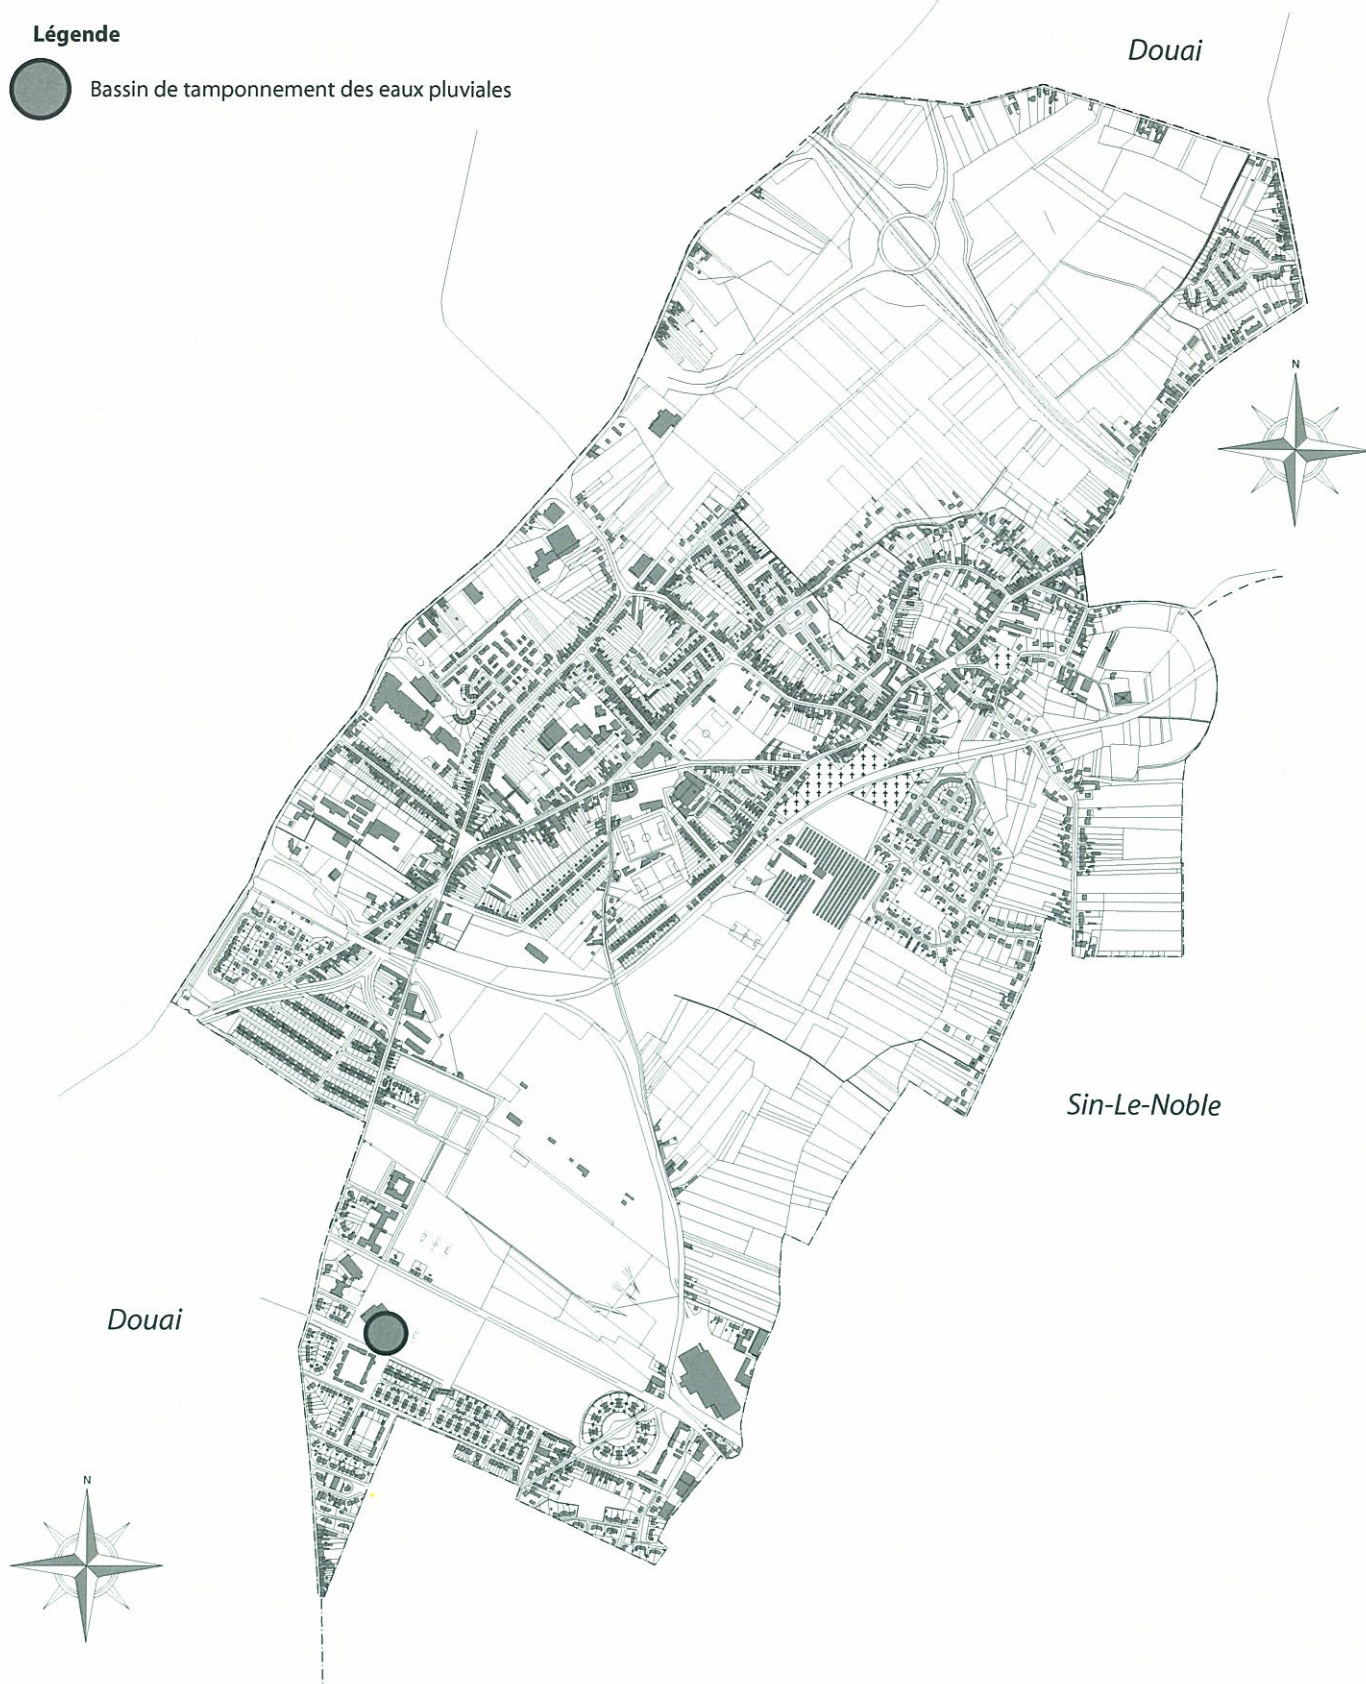 Légende
Bassin de tamponnement des eaux pluviales
Douai
N
Sin-Le-Noble
Douai
N